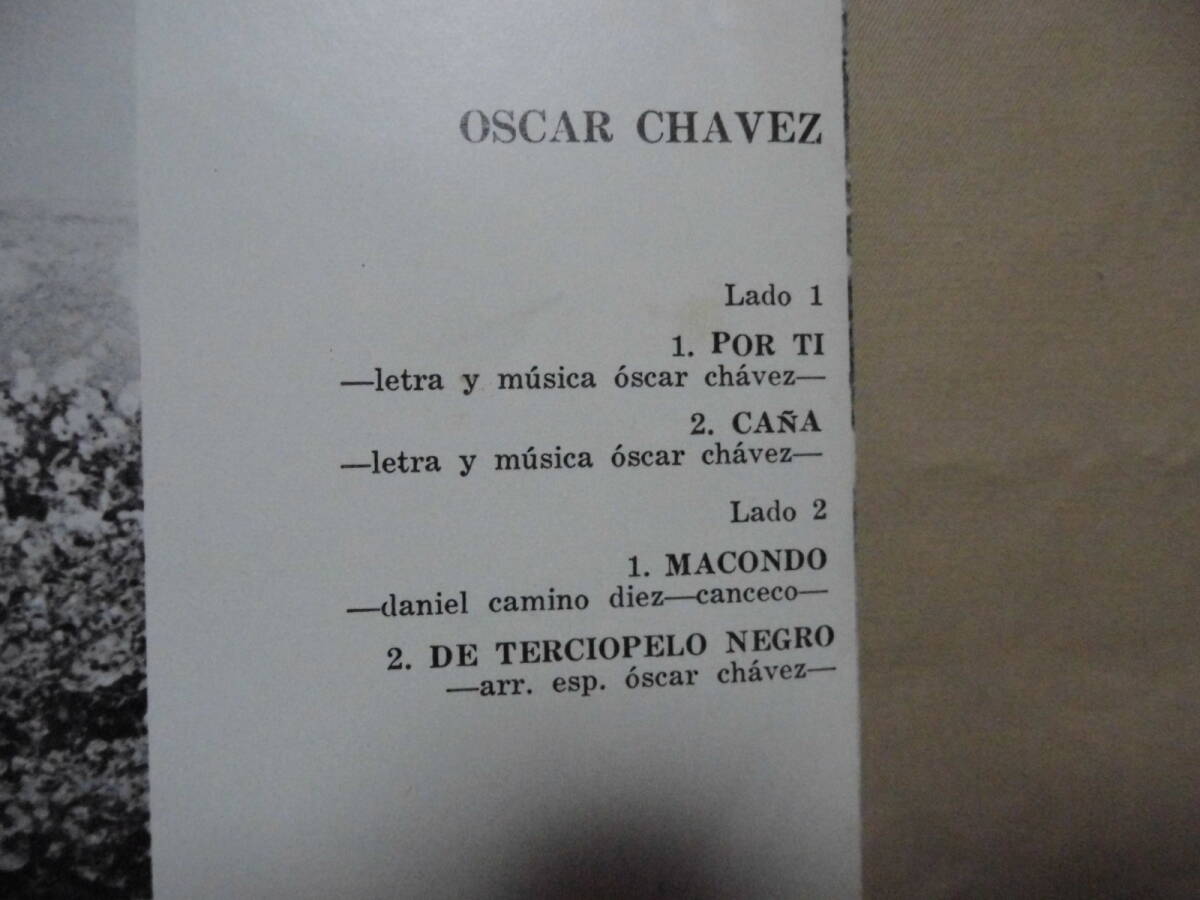 OSCAR CHAVEZ
Lado 1
1. POR TI
—letra y música óscar chávez—
2. CAÑA
—letra y música óscar chávez—
Lado 2
1. MACONDO
—daniel camino diez—canceco—
2. DE TERCIOPELO NEGRO
—arr. esp. óscar chávez—